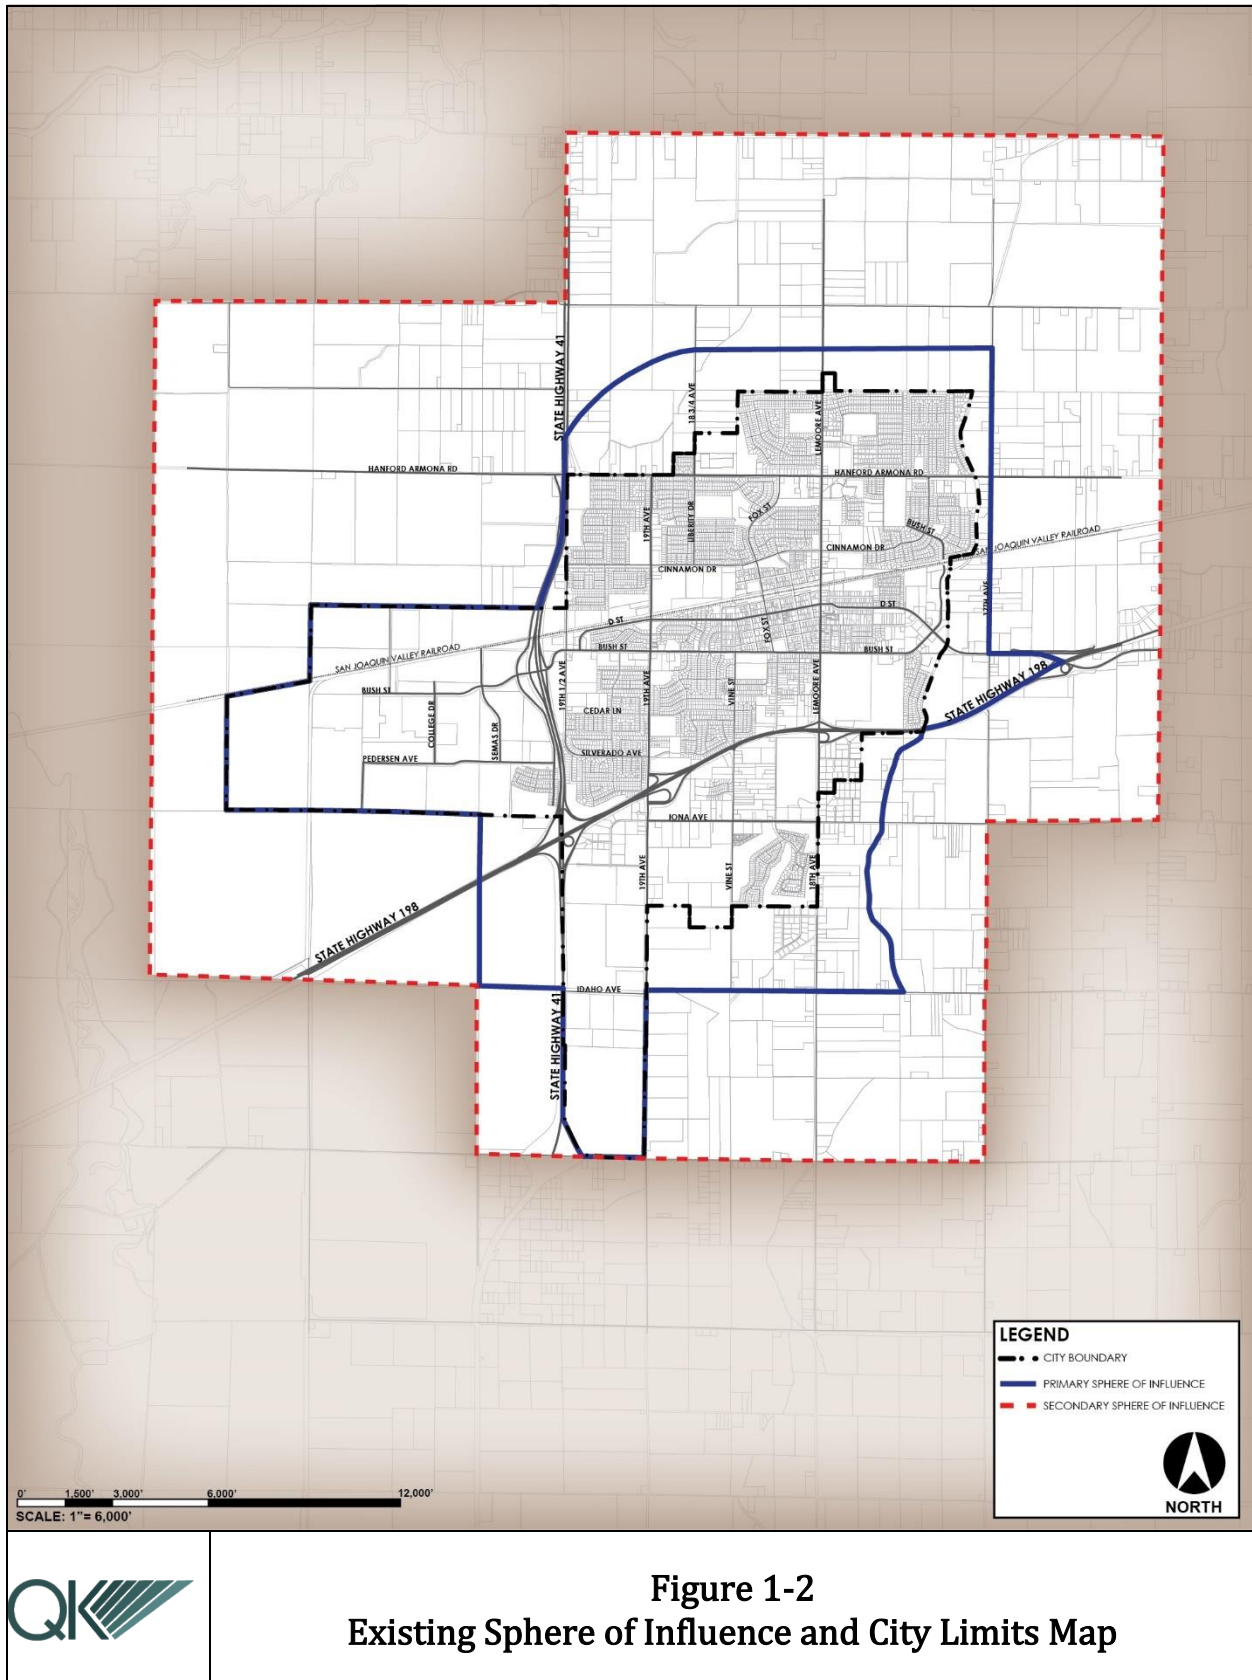 STATE HIGHWAY 41
18 3/4 AVE
LEMOORE AVE
HANFORD ARMONA RD
HANFORD ARMONA RD
19TH AVE
LIBERITY DR
FOX ST
BUSH ST
CINNAMON DR
SAN JOAQUIN VALLEY RAILROAD
CINNAMON DR
17TH AVE
D ST
D ST
FOX ST
BUSH ST
BUSH ST
SAN JOAQUIN VALLEY RAILROAD
BUSH ST
19TH 1/2 AVE
19TH AVE
VINE ST
LEMOORE AVE
STATE HIGHWAY 198
COLLEGE DR
SEMAS DR
CEDAR LN
SILVERADO AVE
PEDERSEN AVE
IONA AVE
19TH AVE
VINE ST
18TH AVE
STATE HIGHWAY 198
IDAHO AVE
STATE HIGHWAY 41
LEGEND
CITY BOUNDARY
PRIMARY SPHERE OF INFLUENCE
SECONDARY SPHERE OF INFLUENCE
NORTH
0' 1,500' 3,000' 6,000' 12,000'
SCALE: 1"= 6,000'
QK
Figure 1-2
Existing Sphere of Influence and City Limits Map